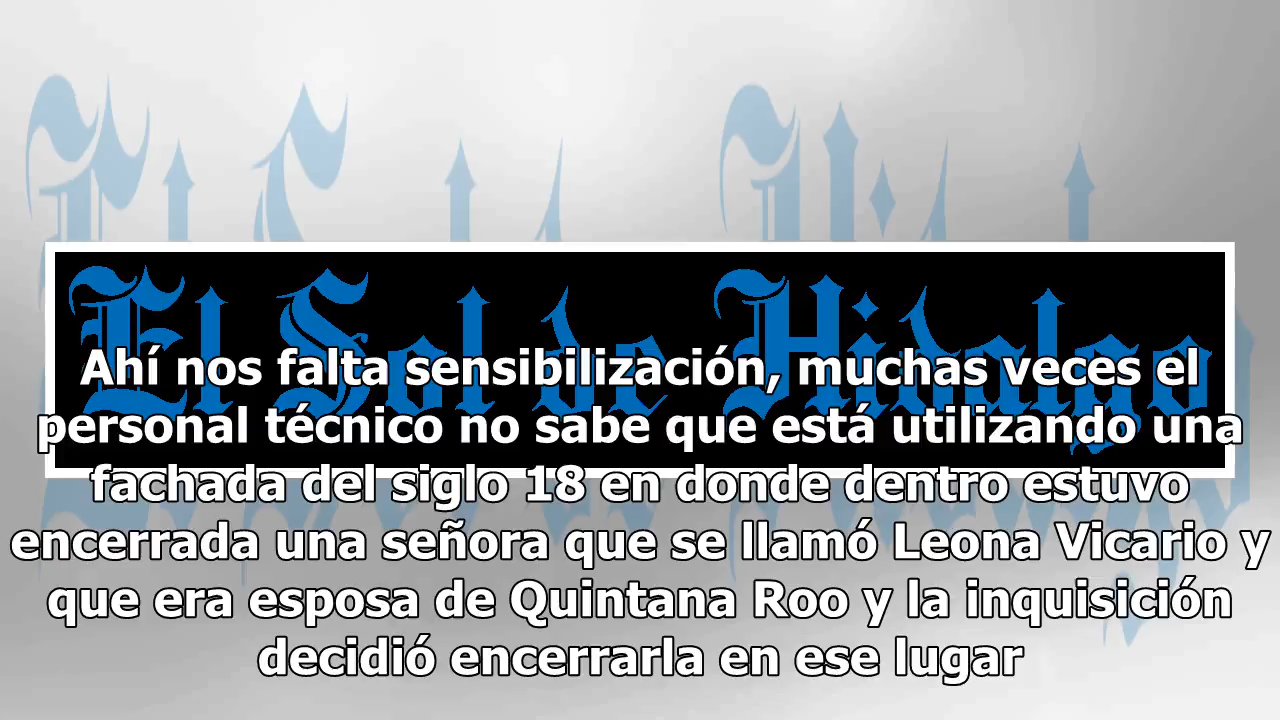 El Sol de Hidalgo
Ahí nos falta sensibilización, muchas veces el
personal técnico no sabe que está utilizando una
fachada del siglo 18 en donde dentro estuvo
encerrada una señora que se llamó Leona Vicario y
que era esposa de Quintana Roo y la inquisición
decidió encerrarla en ese lugar